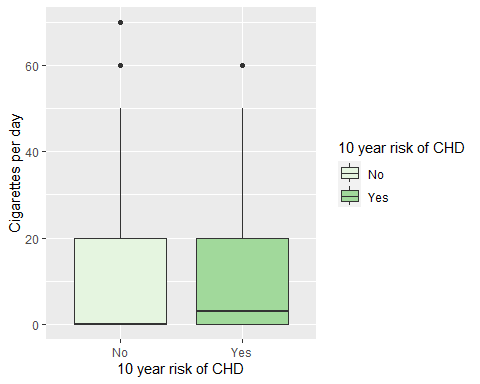 Cigarettes per day
60
40
20
0
No
Yes
10 year risk of CHD
10 year risk of CHD
No
Yes